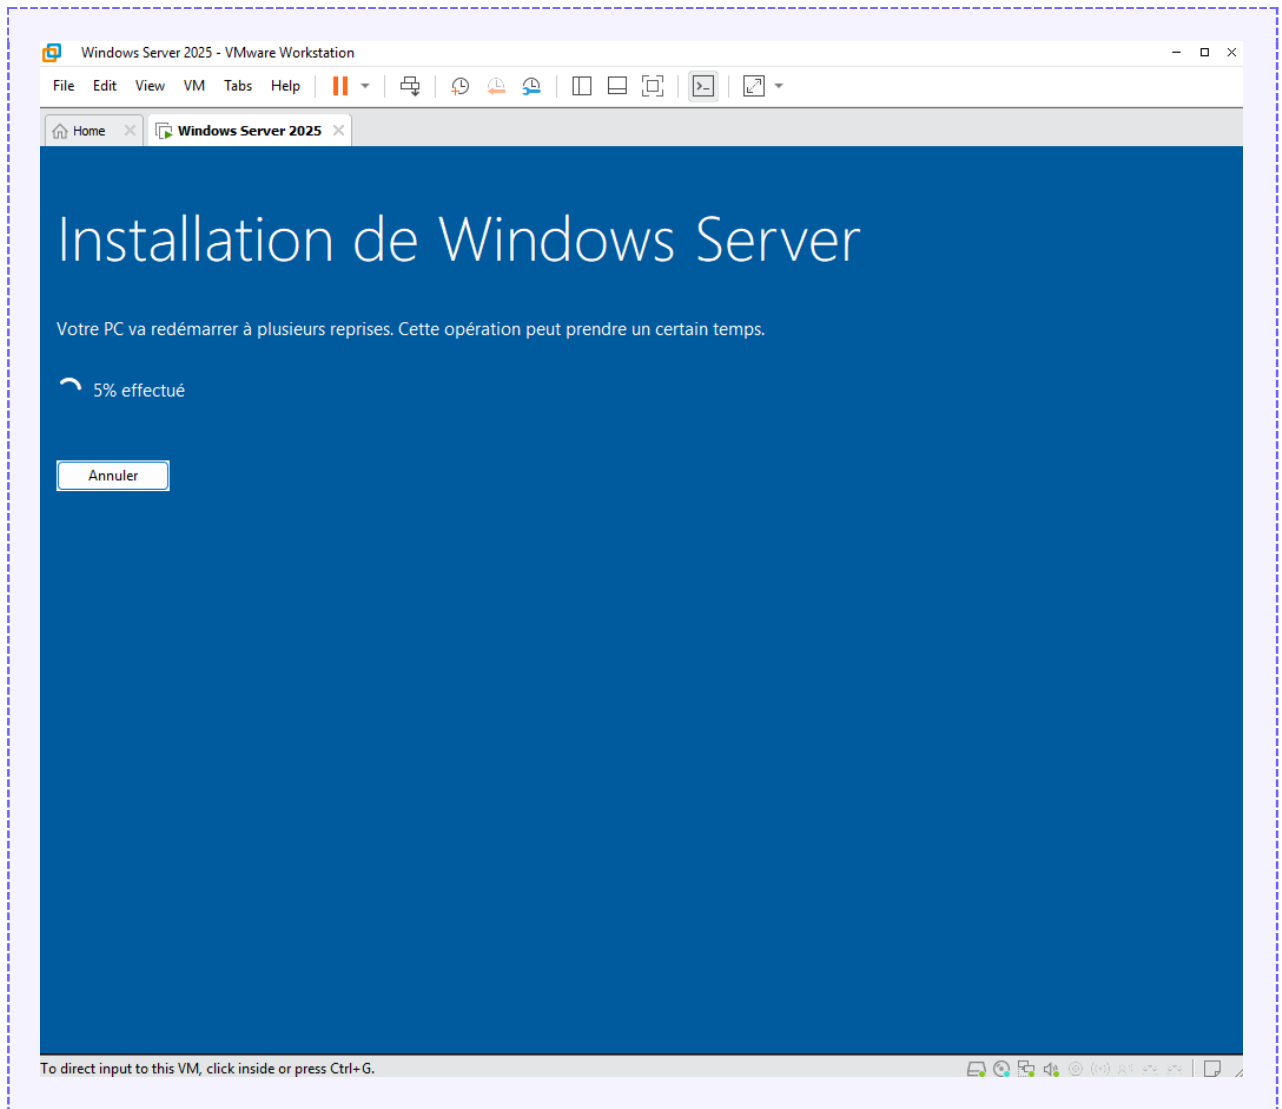 Windows Server 2025 - VMware Workstation
File Edit View VM Tabs Help
Home Windows Server 2025
Installation de Windows Server
Votre PC va redémarrer à plusieurs reprises. Cette opération peut prendre un certain temps.
5% effectué
Annuler
To direct input to this VM, click inside or press Ctrl+G.